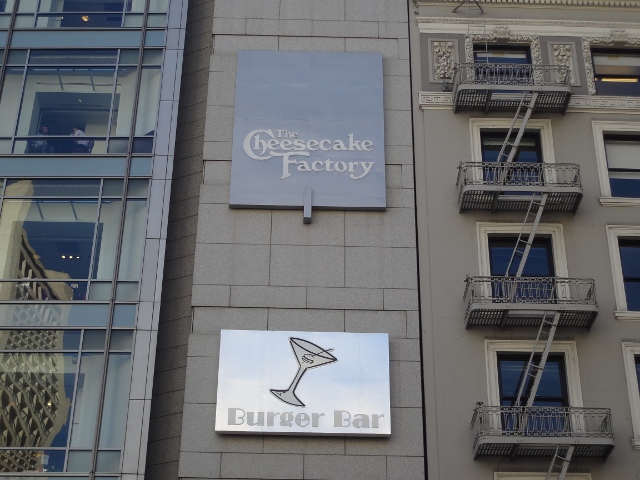 The
Cheesecake
Factory
Burger Bar